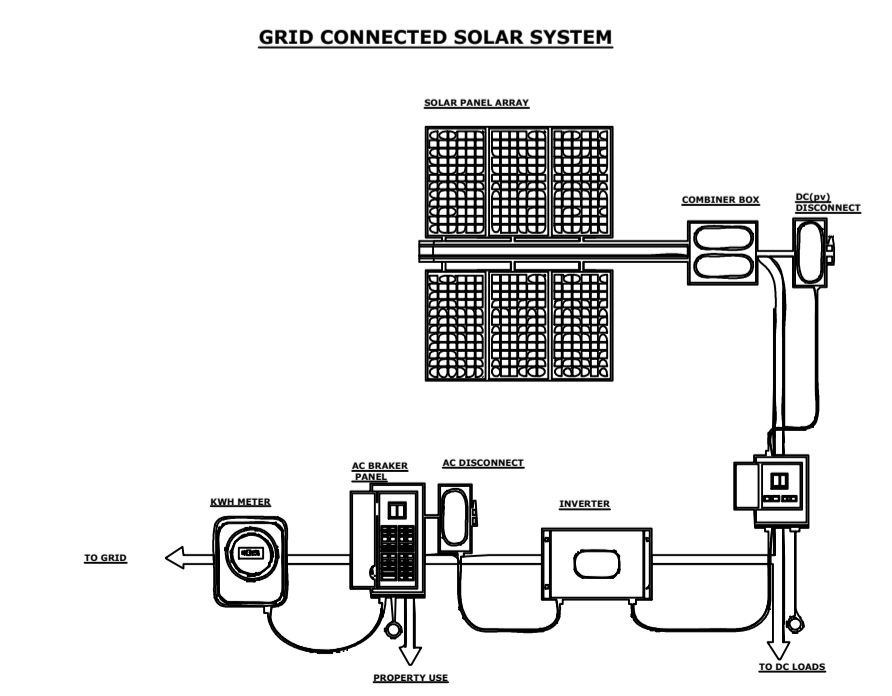 GRID CONNECTED SOLAR SYSTEM
SOLAR PANEL ARRAY
COMBINER BOX
DC(pv)
DISCONNECT
AC BRAKER
PANEL
AC DISCONNECT
KWH METER
INVERTER
TO GRID
TO DC LOADS
PROPERTY USE